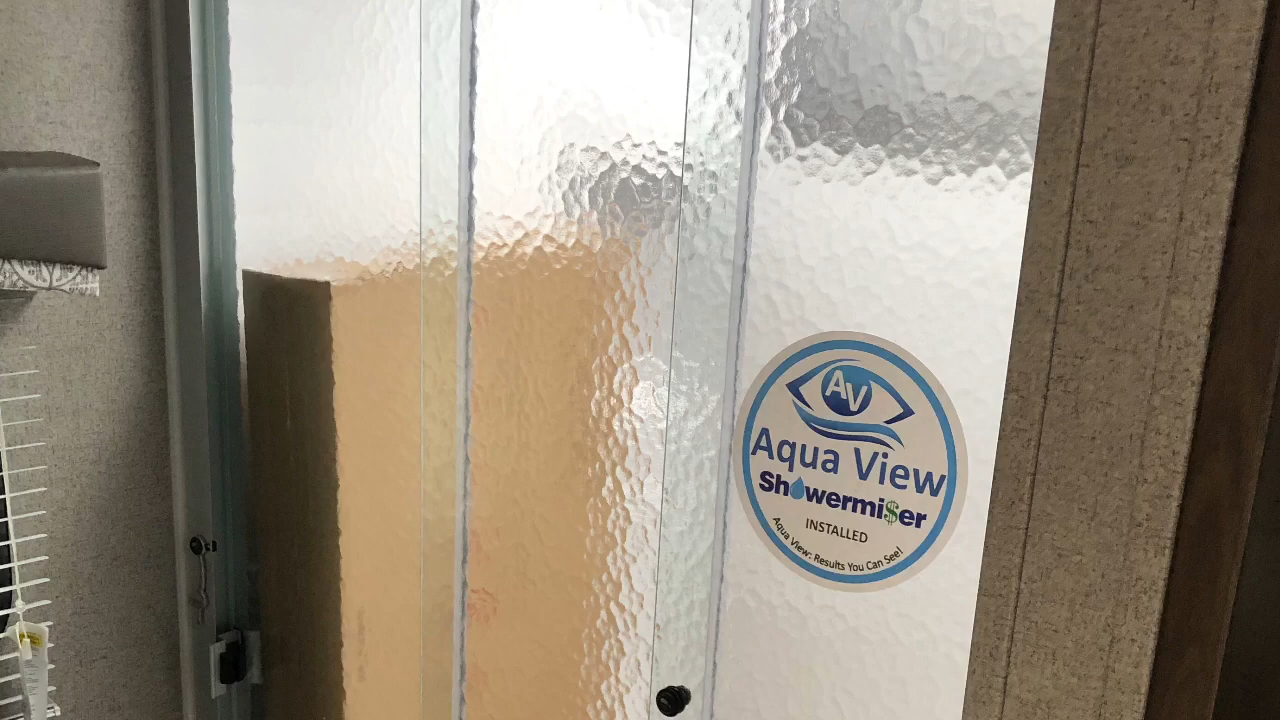 AV
Aqua View
Showermi$er
INSTALLED
Aqua View: Results You Can See!